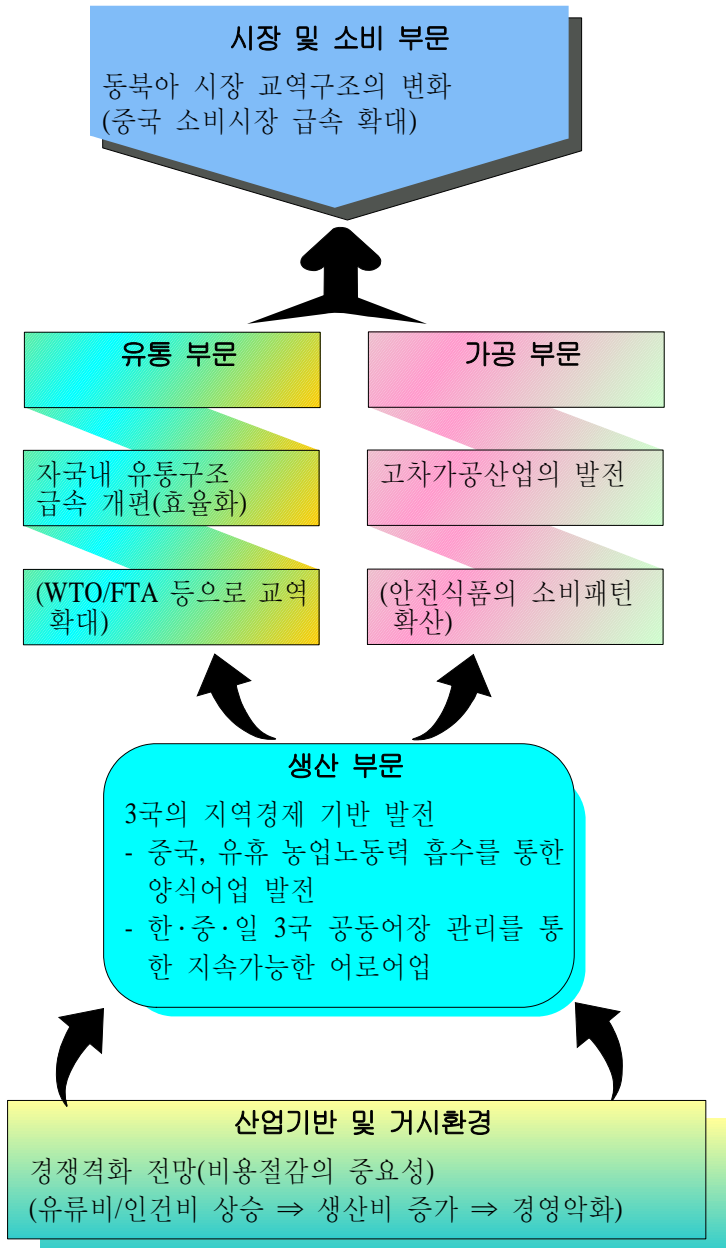 시장 및 소비 부문
동북아 시장 교역구조의 변화
(중국 소비시장 급속 확대)
유통 부문
자국내 유통구조
급속 개편(효율화)
(WTO/FTA 등으로 교역
확대)
가공 부문
고차가공산업의 발전
(안전식품의 소비패턴
확산)
생산 부문
3국의 지역경제 기반 발전
- 중국, 유휴 농업노동력 흡수를 통한
양식어업 발전
- 한·중·일 3국 공동어장 관리를 통
한 지속가능한 어로어업
산업기반 및 거시환경
경쟁격화 전망(비용절감의 중요성)
(유류비/인건비 상승 ⇒ 생산비 증가 ⇒ 경영악화)